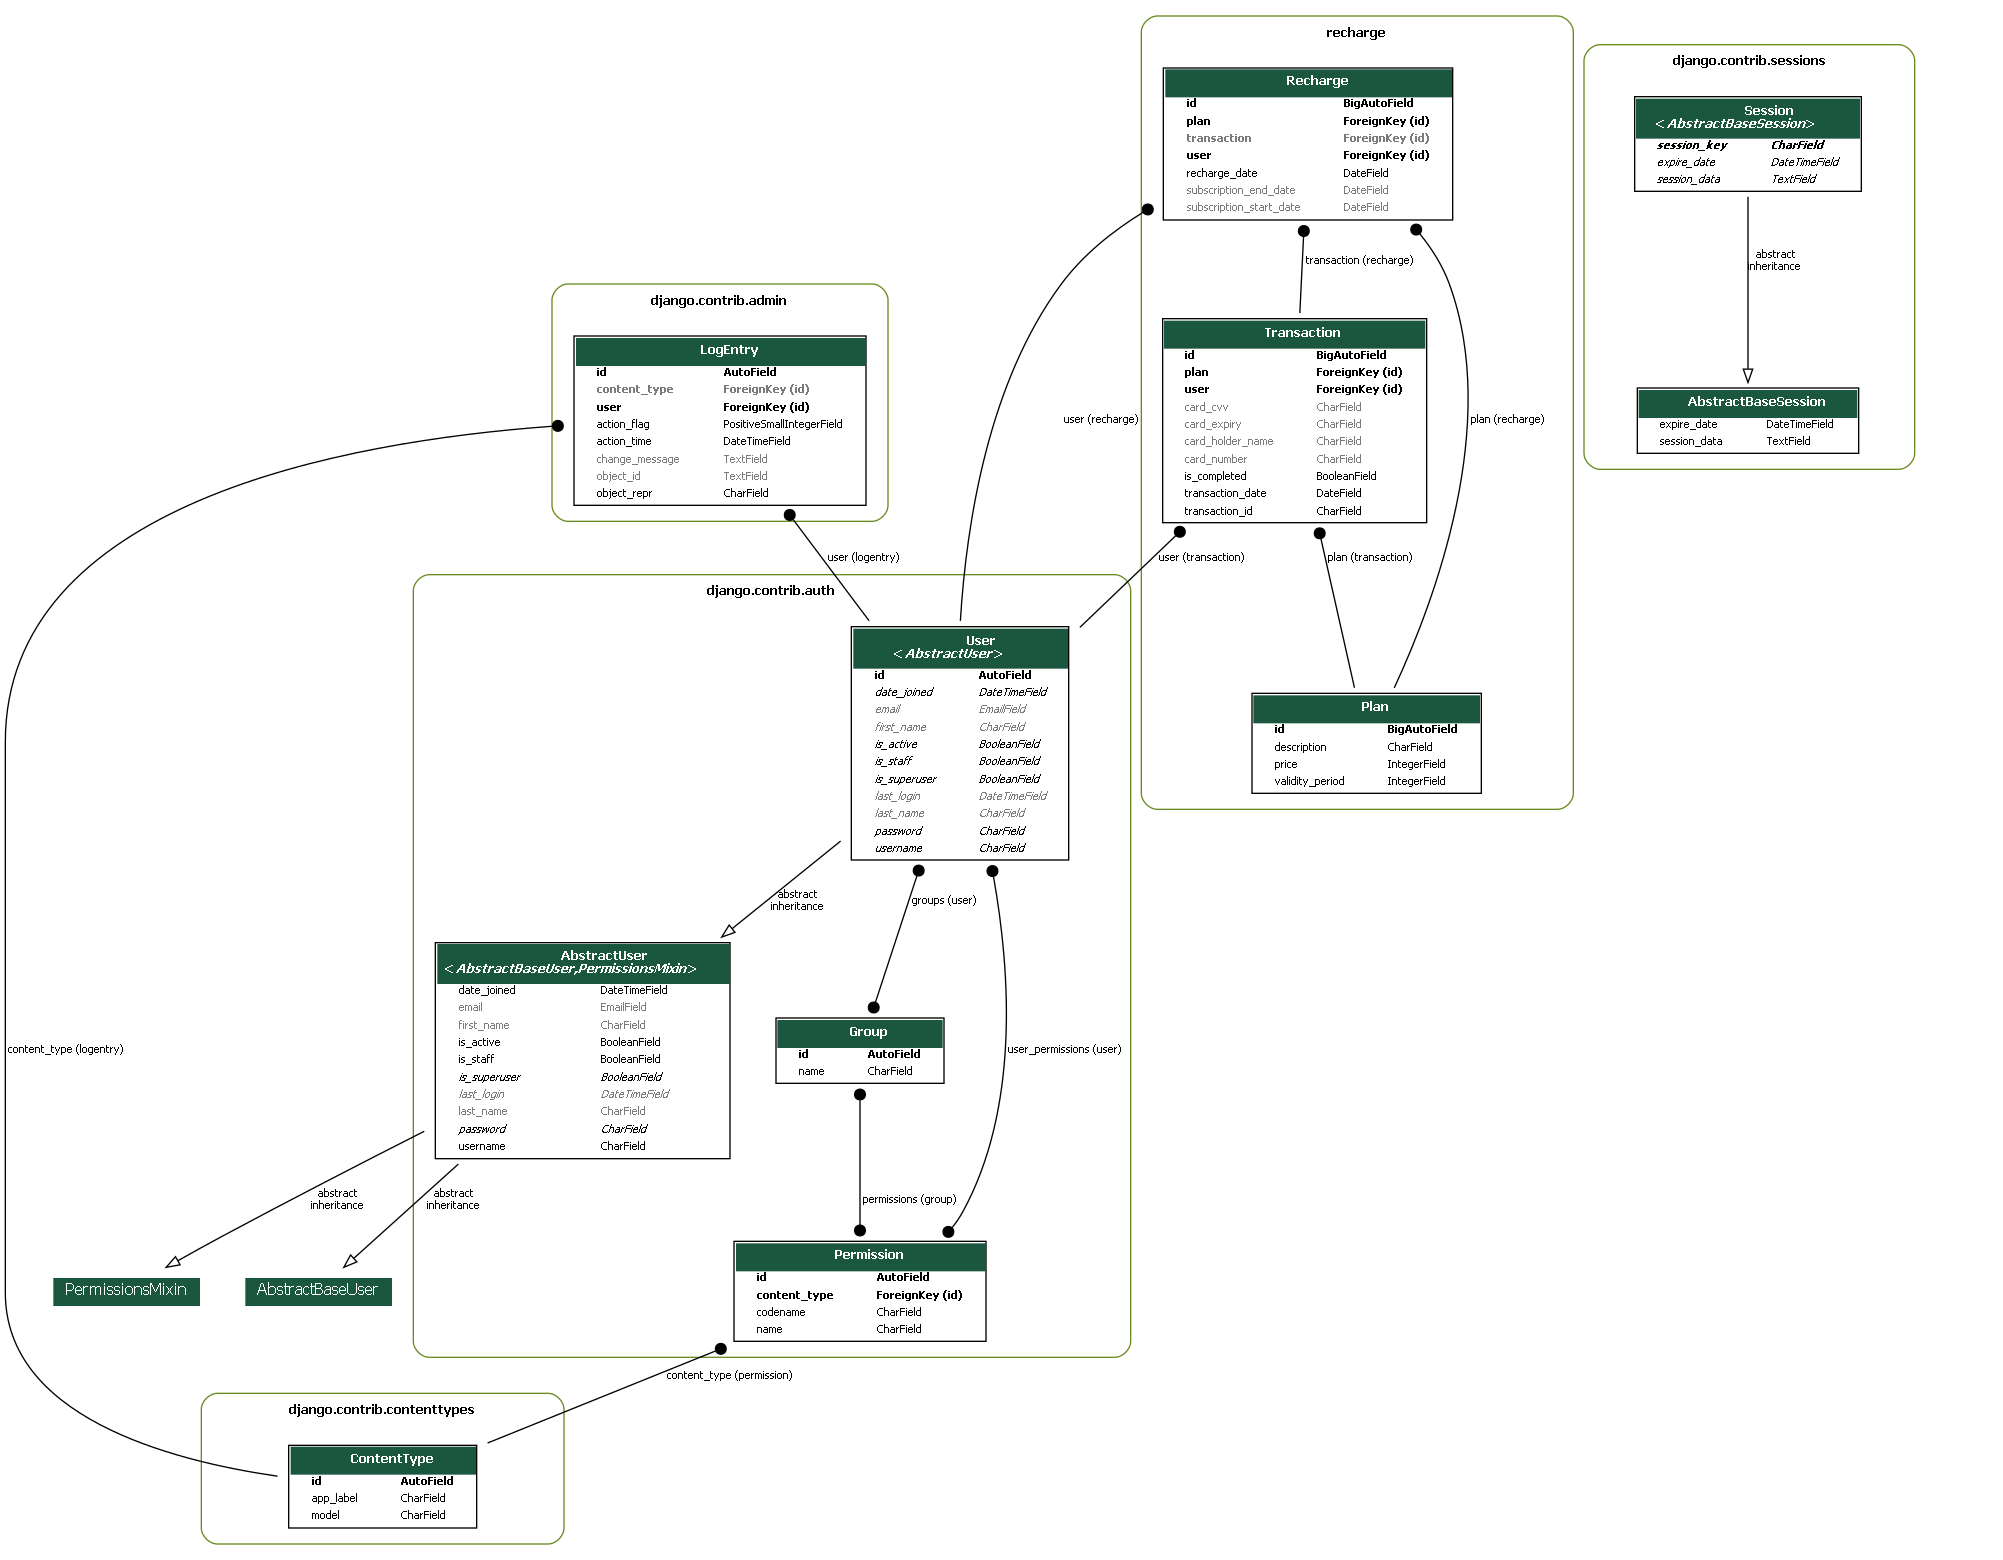 recharge
Recharge
id BigAutoField
plan ForeignKey (id)
transaction ForeignKey (id)
user ForeignKey (id)
recharge_date DateField
subscription_end_date DateField
subscription_start_date DateField
django.contrib.sessions
Session
<AbstractBaseSession>
session_key CharField
expire_date DateTimeField
session_data TextField
transaction (recharge)
abstract
inheritance
django.contrib.admin
LogEntry
id AutoField
content_type ForeignKey (id)
user ForeignKey (id)
action_flag PositiveSmallIntegerField
action_time DateTimeField
change_message TextField
object_id TextField
object_repr CharField
Transaction
id BigAutoField
plan ForeignKey (id)
user ForeignKey (id)
card_cvv CharField
card_expiry CharField
card_holder_name CharField
card_number CharField
is_completed BooleanField
transaction_date DateField
transaction_id CharField
AbstractBaseSession
expire_date DateTimeField
session_data TextField
user (recharge)
plan (recharge)
user (logentry)
user (transaction)
plan (transaction)
django.contrib.auth
User
<AbstractUser>
id AutoField
date_joined DateTimeField
email EmailField
first_name CharField
is_active BooleanField
is_staff BooleanField
is_superuser BooleanField
last_login DateTimeField
last_name CharField
password CharField
username CharField
Plan
id BigAutoField
description CharField
price IntegerField
validity_period IntegerField
abstract
inheritance
groups (user)
AbstractUser
<AbstractBaseUser,PermissionsMixin>
date_joined DateTimeField
email EmailField
first_name CharField
is_active BooleanField
is_staff BooleanField
is_superuser BooleanField
last_login DateTimeField
last_name CharField
password CharField
username CharField
Group
id AutoField
name CharField
content_type (logentry)
user_permissions (user)
abstract
inheritance
abstract
inheritance
permissions (group)
PermissionsMixin
AbstractBaseUser
Permission
id AutoField
content_type ForeignKey (id)
codename CharField
name CharField
content_type (permission)
django.contrib.contenttypes
ContentType
id AutoField
app_label CharField
model CharField